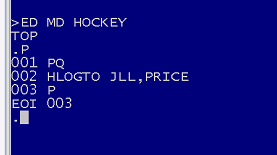 >ED MD HOCKEY
TOP
.P
001 PQ
002 HLOGTO JLL,PRICE
003 P
EOI 003
.